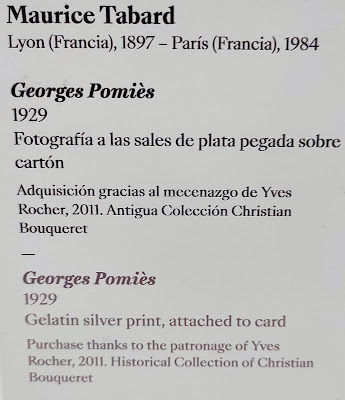 Maurice Tabard
Lyon (Francia), 1897 – París (Francia), 1984
Georges Pomiès
1929
Fotografía a las sales de plata pegada sobre
cartón
Adquisición gracias al mecenazgo de Yves
Rocher, 2011. Antigua Colección Christian
Bouqueret
—
Georges Pomiès
1929
Gelatin silver print, attached to card
Purchase thanks to the patronage of Yves
Rocher, 2011. Historical Collection of Christian
Bouqueret